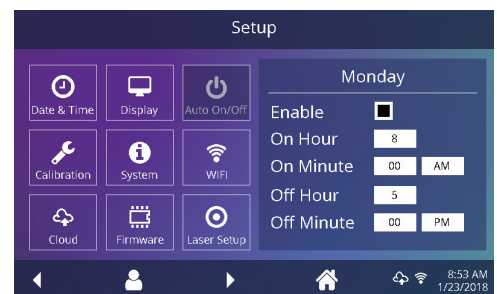 Setup
Date & Time
Display
Auto On/Off
Calibration
System
WIFI
Cloud
Firmware
Laser Setup
Monday
Enable
On Hour 8
On Minute 00 AM
Off Hour 5
Off Minute 00 PM
8:53 AM
1/23/2018